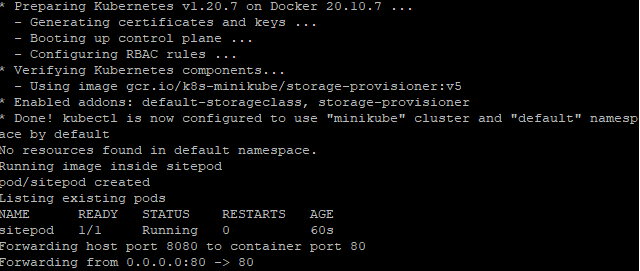 * Preparing Kubernetes v1.20.7 on Docker 20.10.7 ...
  - Generating certificates and keys ...
  - Booting up control plane ...
  - Configuring RBAC rules ...
* Verifying Kubernetes components...
  - Using image gcr.io/k8s-minikube/storage-provisioner:v5
* Enabled addons: default-storageclass, storage-provisioner
* Done! kubectl is now configured to use "minikube" cluster and "default" namesp
ace by default
No resources found in default namespace.
Running image inside sitepod
pod/sitepod created
Listing existing pods
NAME      READY   STATUS    RESTARTS   AGE
sitepod   1/1     Running   0          60s
Forwarding host port 8080 to container port 80
Forwarding from 0.0.0.0:80 -> 80